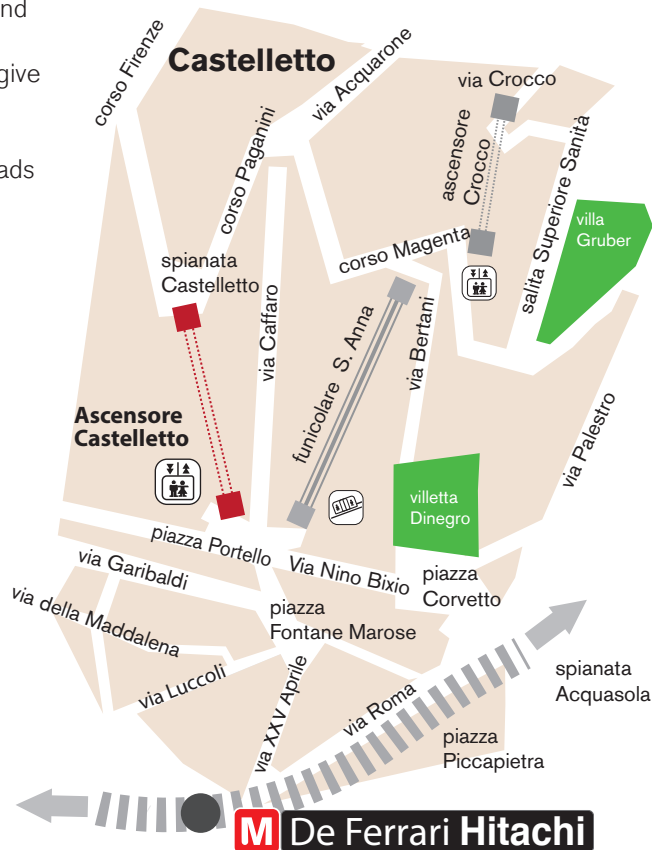 nd
give
ads
Castelletto
corso Firenze
via Acquarone
via Crocco
corso Paganini
ascensore
Crocco
salita Superiore Sanità
villa
Gruber
spianata
Castelletto
corso Magenta
via Caffaro
funicolare S. Anna
via Bertani
Ascensore
Castelletto
via Palestro
villetta
Dinegro
piazza Portello
Via Nino Bixio
piazza
Corvetto
via Garibaldi
via della Maddalena
piazza
Fontane Marose
via Luccoli
via XXV Aprile
via Roma
spianata
Acquasola
piazza
Piccapietra
M De Ferrari Hitachi